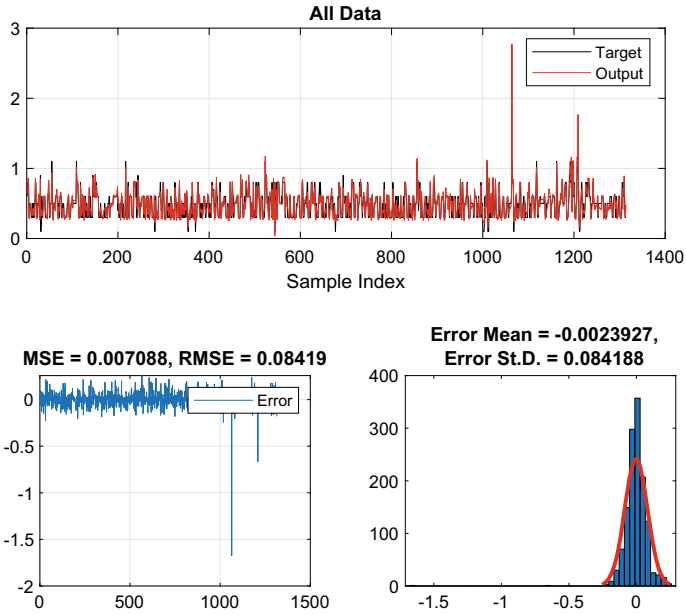 All Data
3
2
1
0
Target
Output
0 200 400 600 800 1000 1200 1400
Sample Index
MSE = 0.007088, RMSE = 0.08419
0
-0.5
-1
-1.5
-2
Error
0 500 1000 1500
Error Mean = -0.0023927,
Error St.D. = 0.084188
400
300
200
100
0
-1.5 -1 -0.5 0